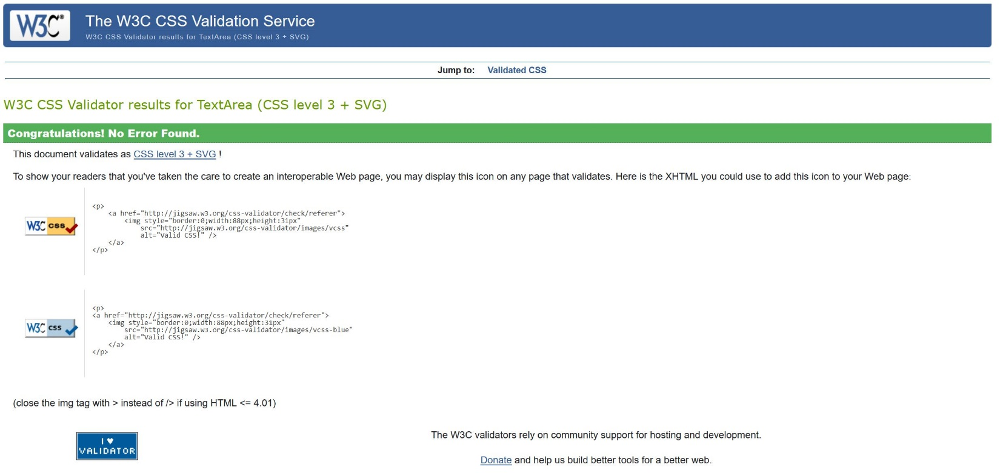 W3C®
The W3C CSS Validation Service
W3C CSS Validator results for TextArea (CSS level 3 + SVG)
Jump to: Validated CSS
W3C CSS Validator results for TextArea (CSS level 3 + SVG)
Congratulations! No Error Found.
This document validates as CSS level 3 + SVG !
To show your readers that you've taken the care to create an interoperable Web page, you may display this icon on any page that validates. Here is the XHTML you could use to add this icon to your Web page:
W3C css
<p>
<a href="http://jigsaw.w3.org/css-validator/check/referer">
<img style="border:0;width:88px;height:31px"
src="http://jigsaw.w3.org/css-validator/images/vcss"
alt="Valid CSS!" />
</a>
</p>
W3C css
<p>
<a href="http://jigsaw.w3.org/css-validator/check/referer">
<img style="border:0;width:88px;height:31px"
src="http://jigsaw.w3.org/css-validator/images/vcss-blue"
alt="Valid CSS!" />
</a>
</p>
(close the img tag with > instead of /> if using HTML <= 4.01)
I ♥
VALIDATOR
The W3C validators rely on community support for hosting and development.
Donate and help us build better tools for a better web.